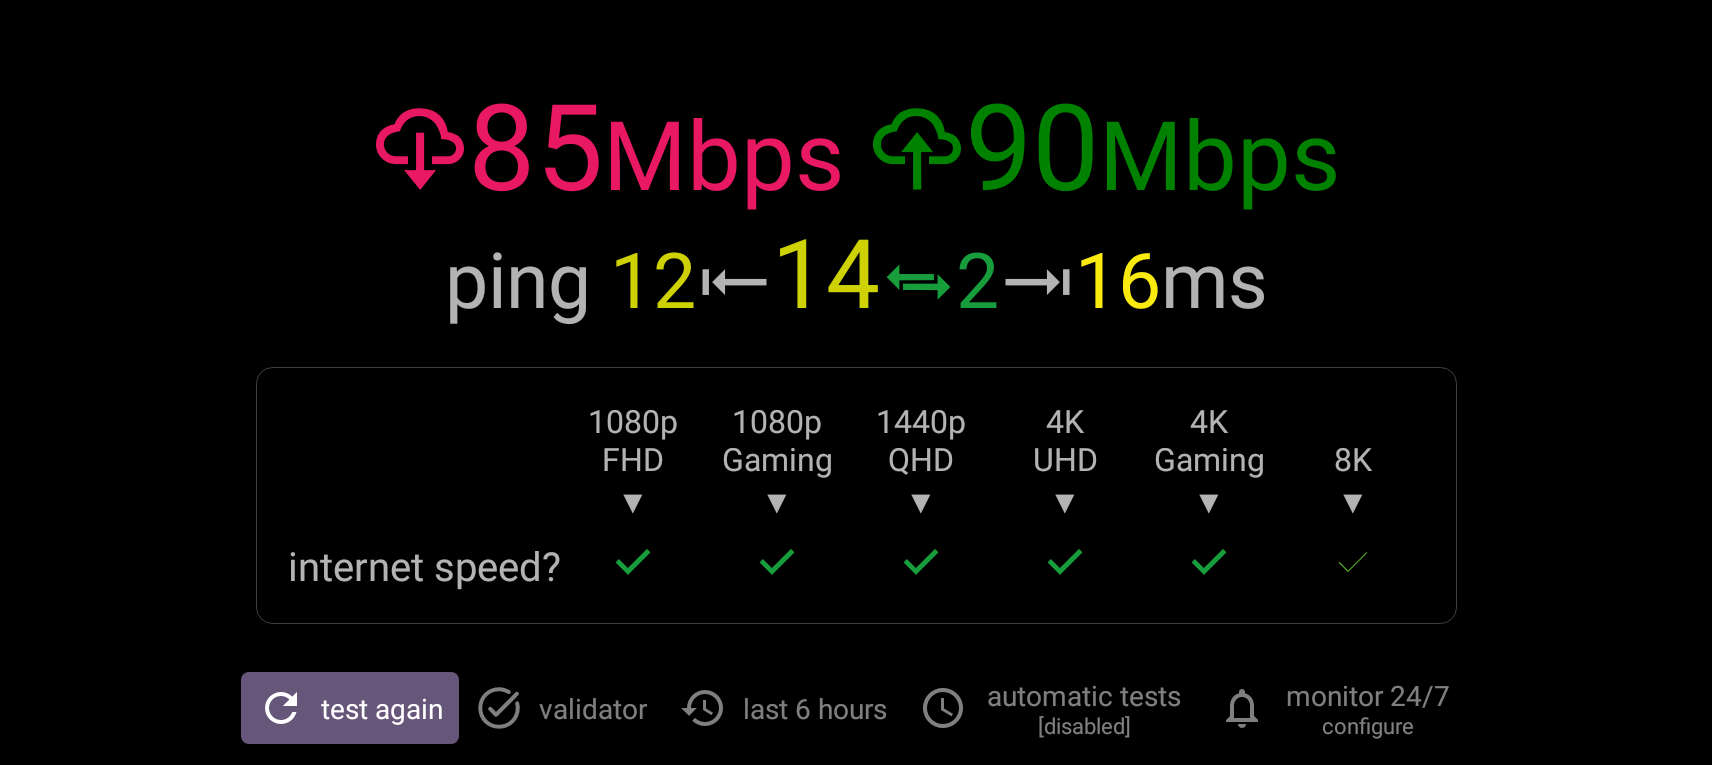 85Mbps 90Mbps
ping 12 14 2 16ms
1080p FHD
1080p Gaming
1440p QHD
4K UHD
4K Gaming
8K
internet speed?
test again
validator
last 6 hours
automatic tests
[disabled]
monitor 24/7
configure